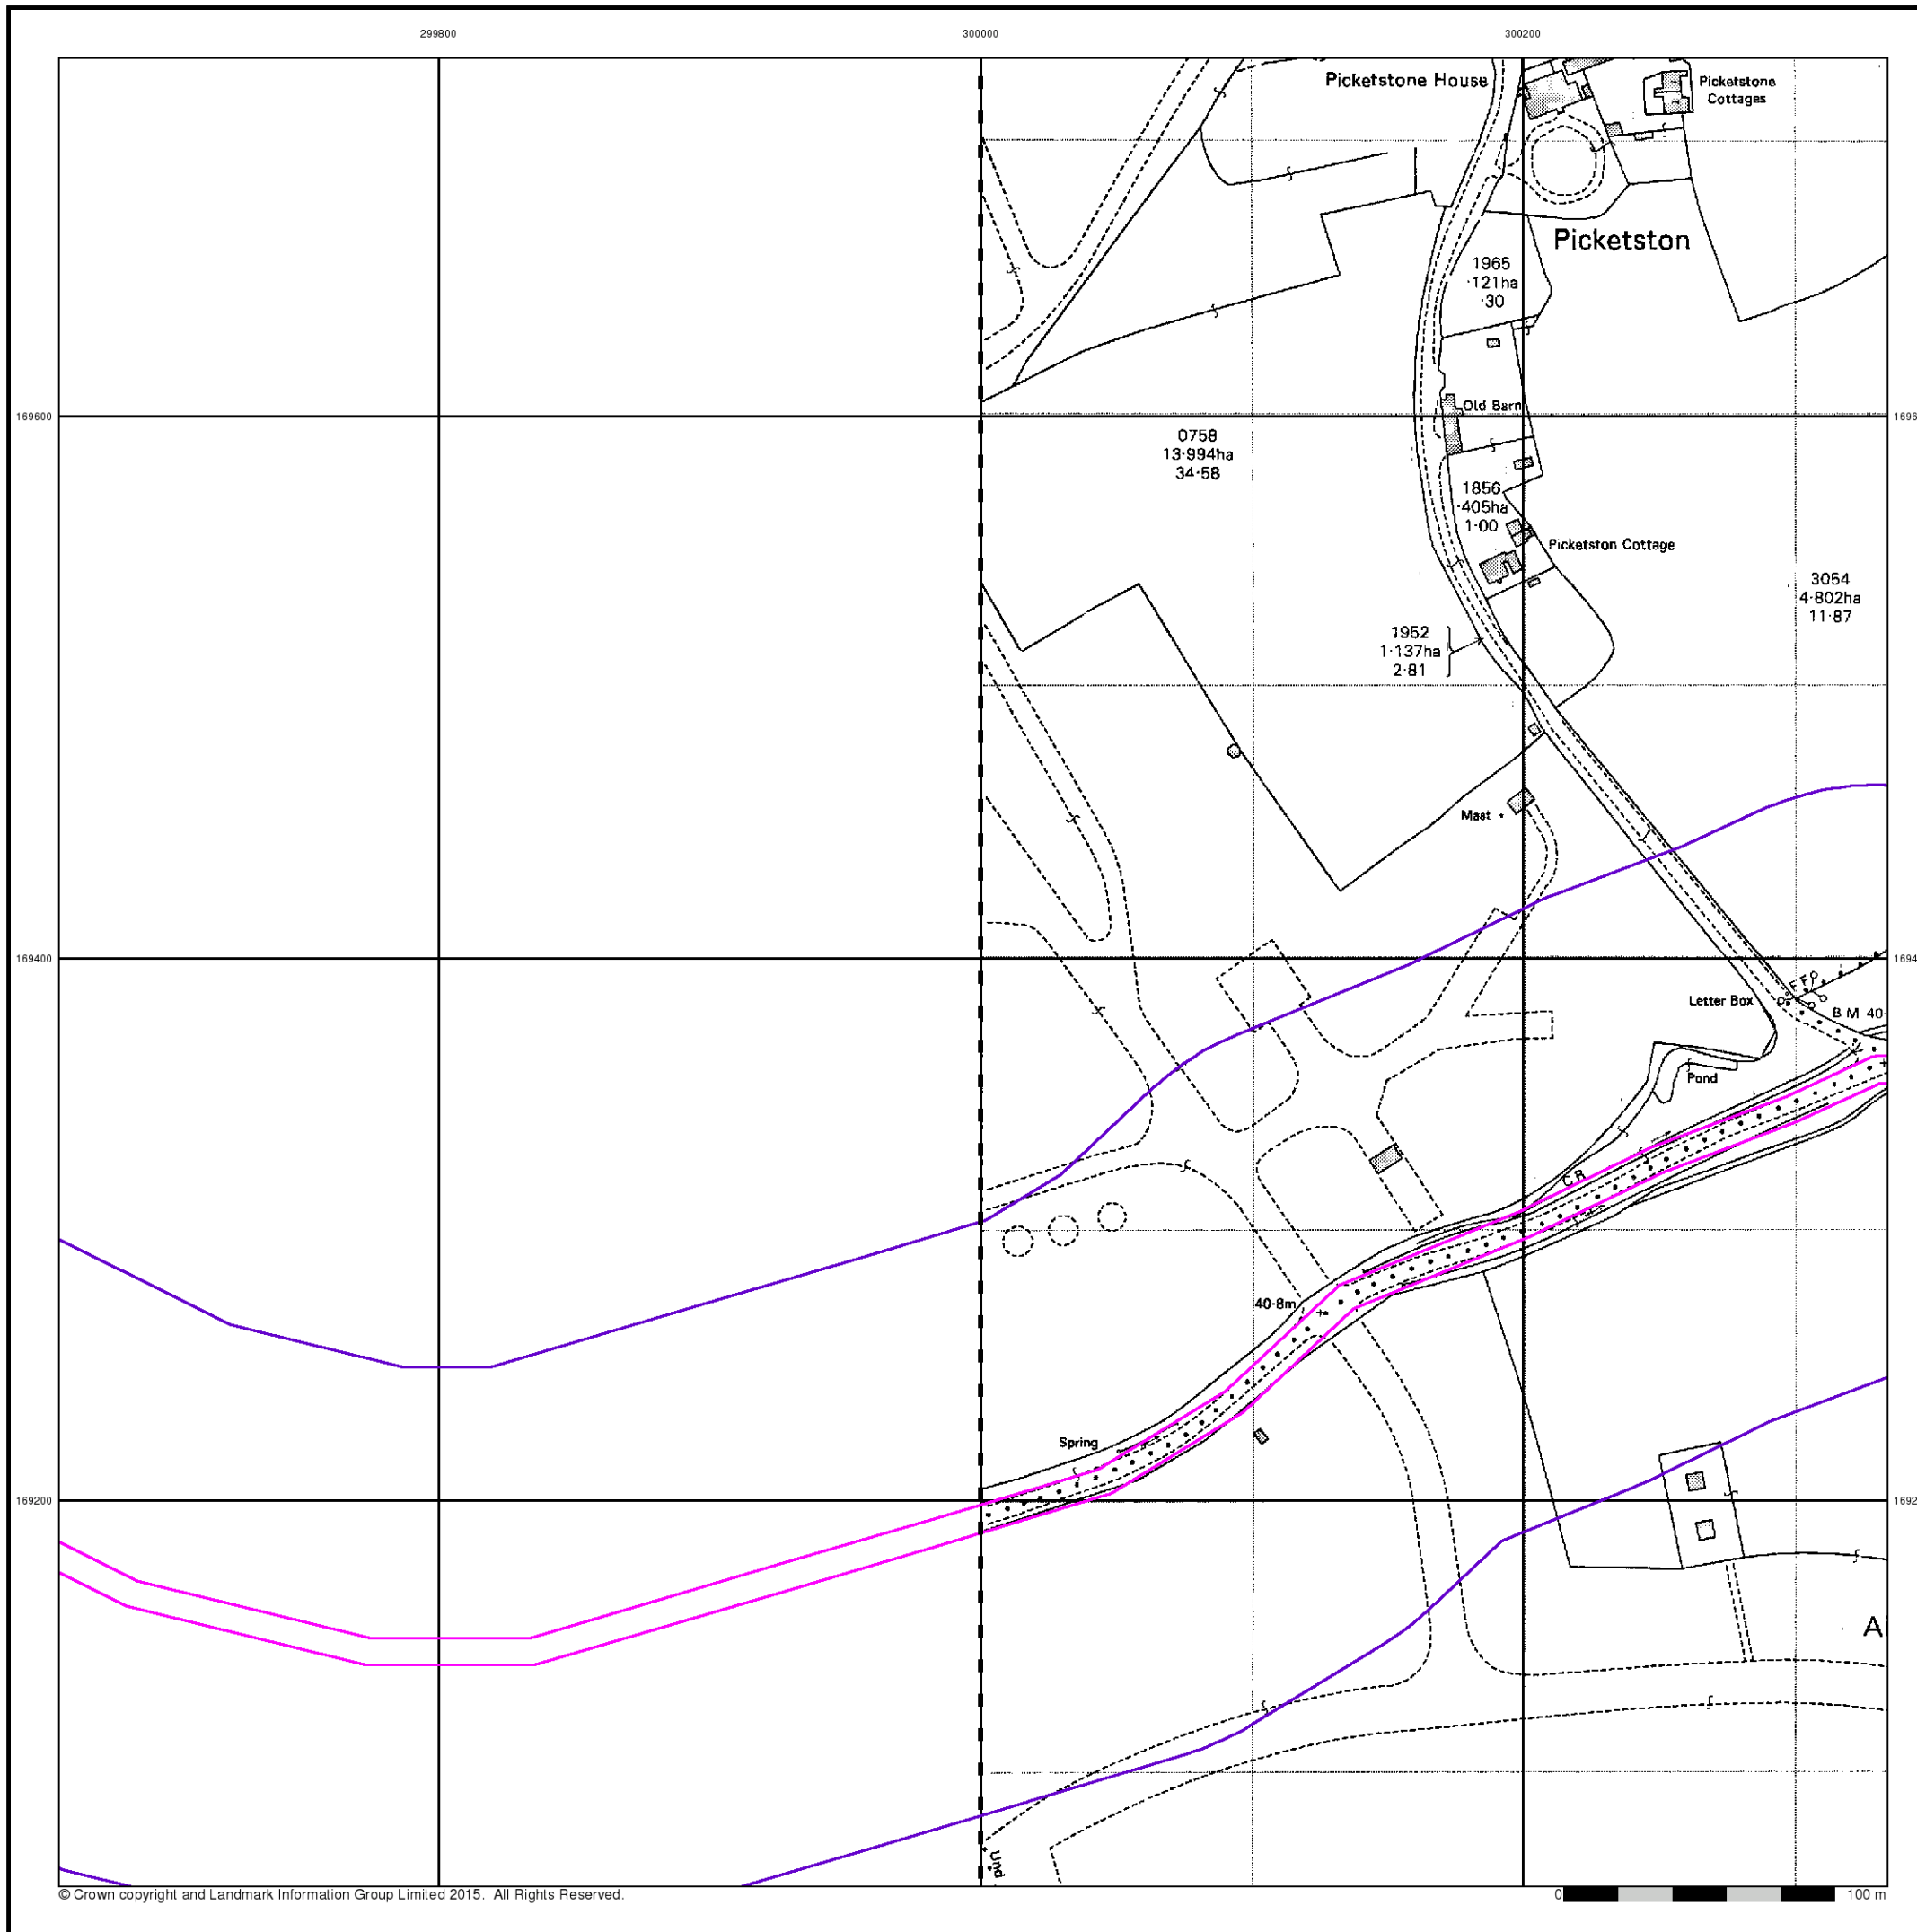 299800
300000
300200
Picketstone House
Picketstone
Cottages
Picketston
1965
·121ha
·30
169600
Old Barn
0758
13·994ha
34·58
1856
·405ha
1·00
Picketston Cottage
3054
4·802ha
11·87
1952
1·137ha
2·81
Mast
169400
Letter Box
F F
B M 40·
Pond
C R
40·8m
Spring
169200
Und
© Crown copyright and Landmark Information Group Limited 2015. All Rights Reserved.
0
100 m